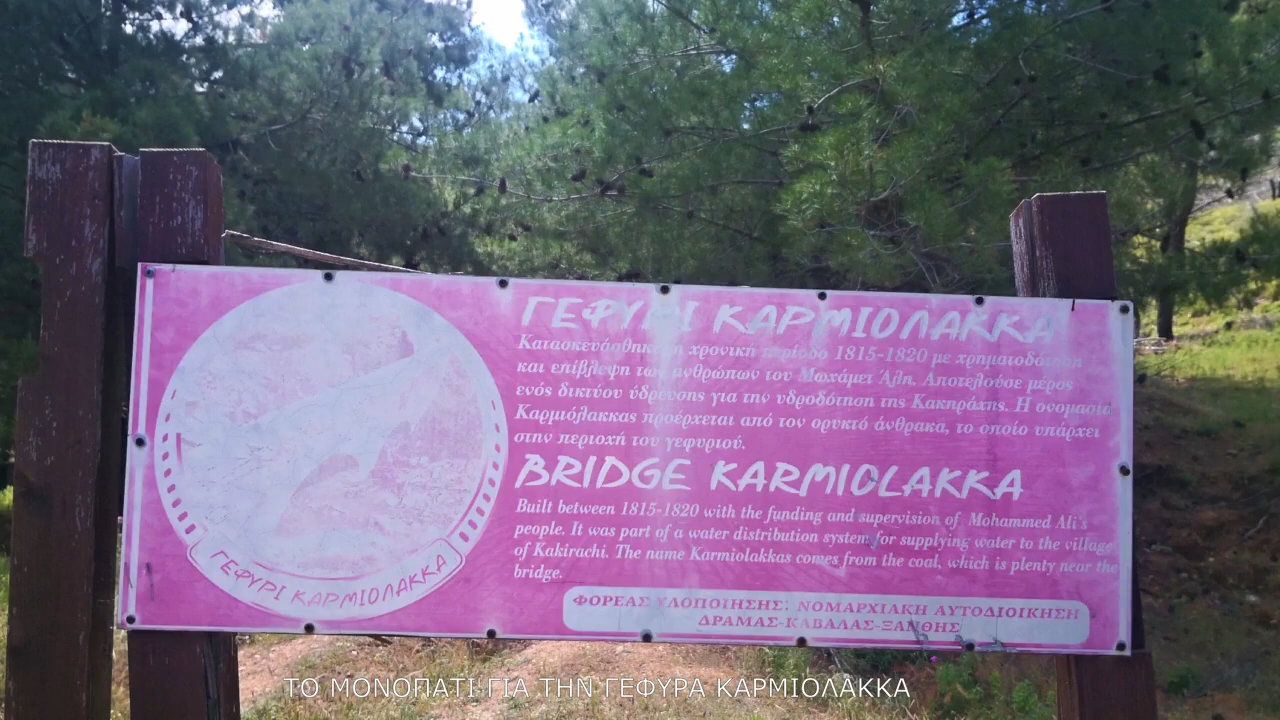 ΓΕΦΥΡΙ ΚΑΡΜΙΟΛΑΚΚΑ
Κατασκευάσθηκε τη χρονική περίοδο 1815-1820 με χρηματοδότηση
και επίβλεψη των ανθρώπων του Μωχάμετ Άλη. Αποτελούσε μέρος
ενός δικτύου ύδρευσης για την υδροδότηση της Κακηράχης. Η ονομασία
Καρμιόλακκας προέρχεται από τον ορυκτό άνθρακα, το οποίο υπάρχει
στην περιοχή του γεφυριού.
BRIDGE KARMIOLAKKA
Built between 1815-1820 with the funding and supervision of Mohammed Ali's
people. It was part of a water distribution system for supplying water to the village
of Kakirachi. The name Karmiolakkas comes from the coal, which is plenty near the
bridge.
ΓΕΦΥΡΙ ΚΑΡΜΙΟΛΑΚΚΑ
ΦΟΡΕΑΣ ΥΛΟΠΟΙΗΣΗΣ: ΝΟΜΑΡΧΙΑΚΗ ΑΥΤΟΔΙΟΙΚΗΣΗ
ΔΡΑΜΑΣ-ΚΑΒΑΛΑΣ-ΞΑΝΘΗΣ
ΤΟ ΜΟΝΟΠΑΤΙ ΓΙΑ ΤΗΝ ΓΕΦΥΡΑ ΚΑΡΜΙΟΛΑΚΚΑ